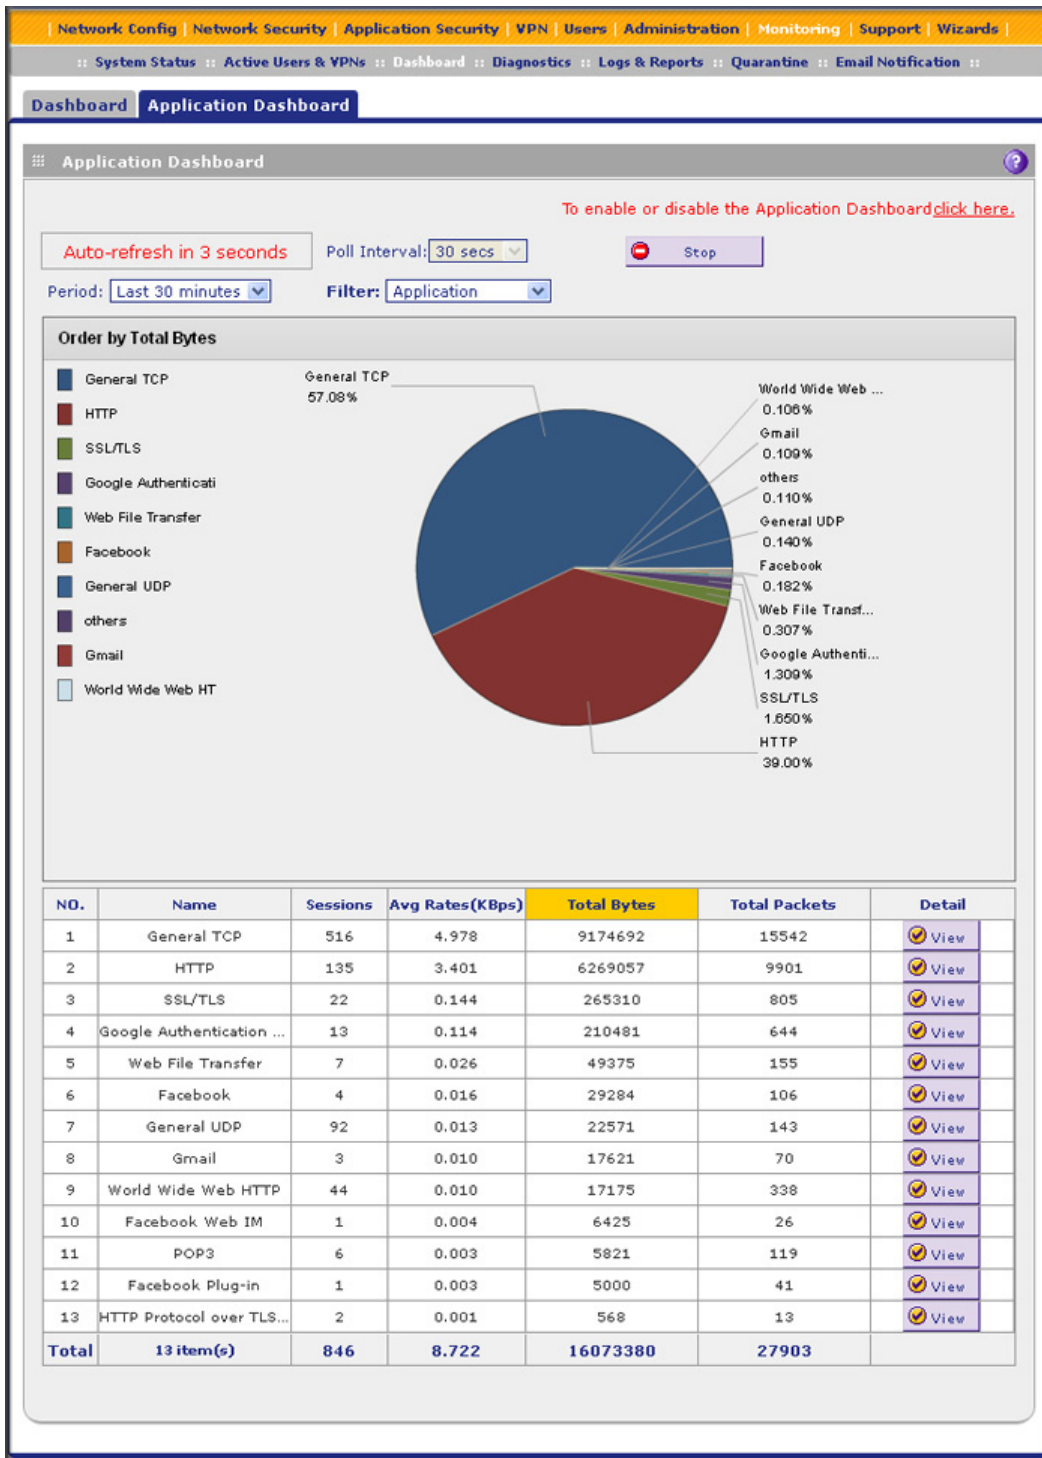 | Network Config | Network Security | Application Security | VPN | Users | Administration | Monitoring | Support | Wizards |
:: System Status :: Active Users & VPNs :: Dashboard :: Diagnostics :: Logs & Reports :: Quarantine :: Email Notification ::
Dashboard Application Dashboard
Application Dashboard ?
To enable or disable the Application Dashboardclick here.
Auto-refresh in 3 seconds Poll Interval: 30 secs Stop
Period: Last 30 minutes Filter: Application
Order by Total Bytes
General TCP
HTTP
SSL/TLS
Google Authenticati
Web File Transfer
Facebook
General UDP
others
Gmail
World Wide Web HT
General TCP
57.08%
World Wide Web ...
0.106%
Gmail
0.109%
others
0.110%
General UDP
0.140%
Facebook
0.182%
Web File Transf...
0.307%
Google Authenti...
1.309%
SSL/TLS
1.650%
HTTP
39.00%
NO. Name Sessions Avg Rates(KBps) Total Bytes Total Packets Detail
1 General TCP 516 4.978 9174692 15542 View
2 HTTP 135 3.401 6269057 9901 View
3 SSL/TLS 22 0.144 265310 805 View
4 Google Authentication ... 13 0.114 210481 644 View
5 Web File Transfer 7 0.026 49375 155 View
6 Facebook 4 0.016 29284 106 View
7 General UDP 92 0.013 22571 143 View
8 Gmail 3 0.010 17621 70 View
9 World Wide Web HTTP 44 0.010 17175 338 View
10 Facebook Web IM 1 0.004 6425 26 View
11 POP3 6 0.003 5821 119 View
12 Facebook Plug-in 1 0.003 5000 41 View
13 HTTP Protocol over TLS... 2 0.001 568 13 View
Total 13 item(s) 846 8.722 16073380 27903